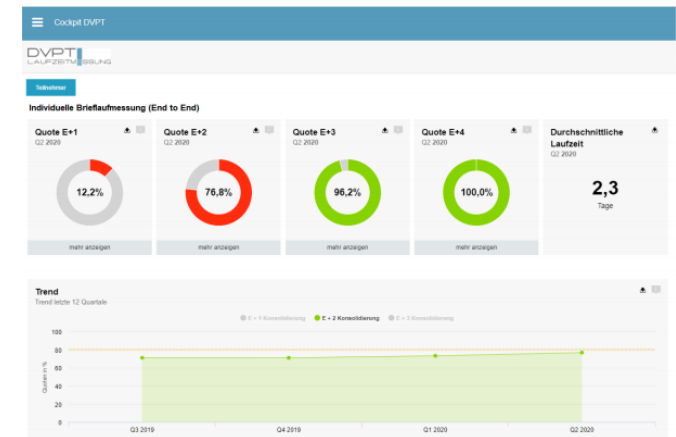 Cockpit DVPT
DVPT
LAUFZEITMESSUNG
Teilnehmer
Individuelle Brieflaufmessung (End to End)
Quote E+1
Q2 2020
12,2%
mehr anzeigen
Quote E+2
Q2 2020
76,8%
mehr anzeigen
Quote E+3
Q2 2020
96,2%
mehr anzeigen
Quote E+4
Q2 2020
100,0%
mehr anzeigen
Durchschnittliche
Laufzeit
Q2 2020
2,3
Tage
Trend
Trend letzte 12 Quartale
E + 1 Konsolidierung E + 2 Konsolidierung E + 3 Konsolidierung
Quoten in %
100
80
60
40
20
0
Q3 2019 Q4 2019 Q1 2020 Q2 2020